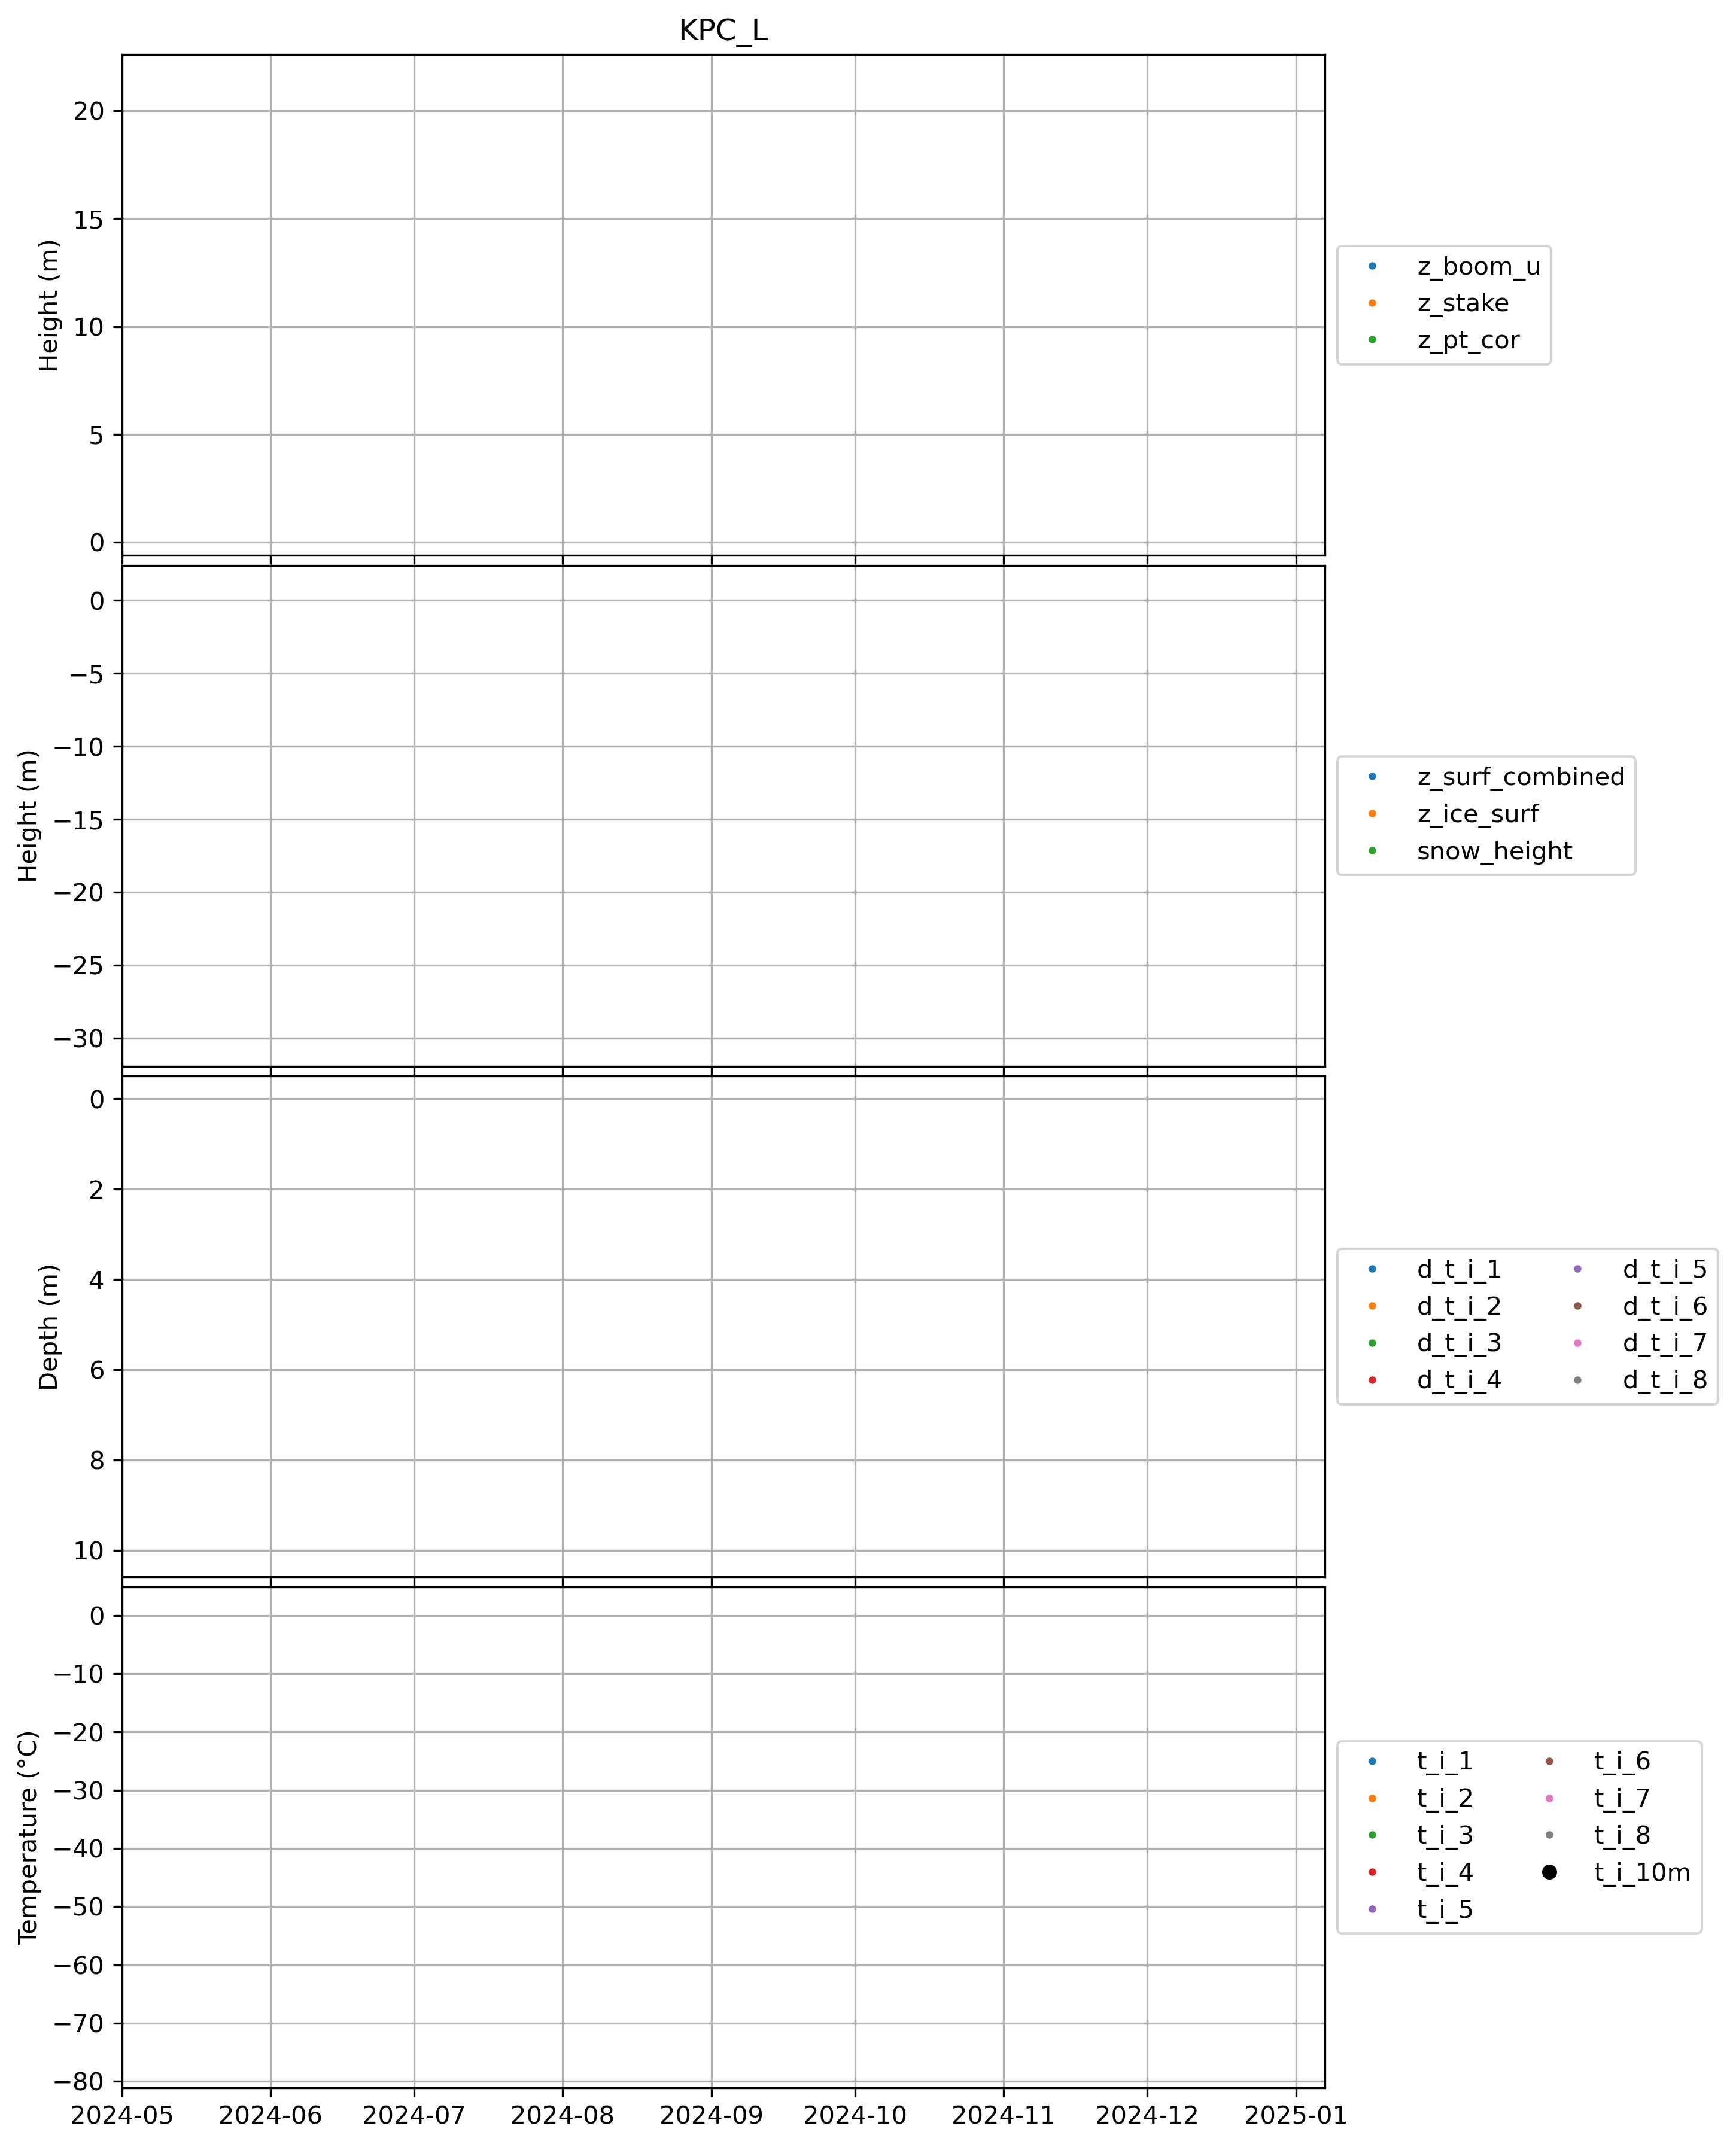 KPC_L
Height (m)
20
15
10
5
0
z_boom_u
z_stake
z_pt_cor
Height (m)
0
−5
−10
−15
−20
−25
−30
z_surf_combined
z_ice_surf
snow_height
Depth (m)
0
2
4
6
8
10
d_t_i_1
d_t_i_2
d_t_i_3
d_t_i_4
d_t_i_5
d_t_i_6
d_t_i_7
d_t_i_8
Temperature (°C)
0
−10
−20
−30
−40
−50
−60
−70
−80
t_i_1
t_i_2
t_i_3
t_i_4
t_i_5
t_i_6
t_i_7
t_i_8
t_i_10m
2024-05 2024-06 2024-07 2024-08 2024-09 2024-10 2024-11 2024-12 2025-01